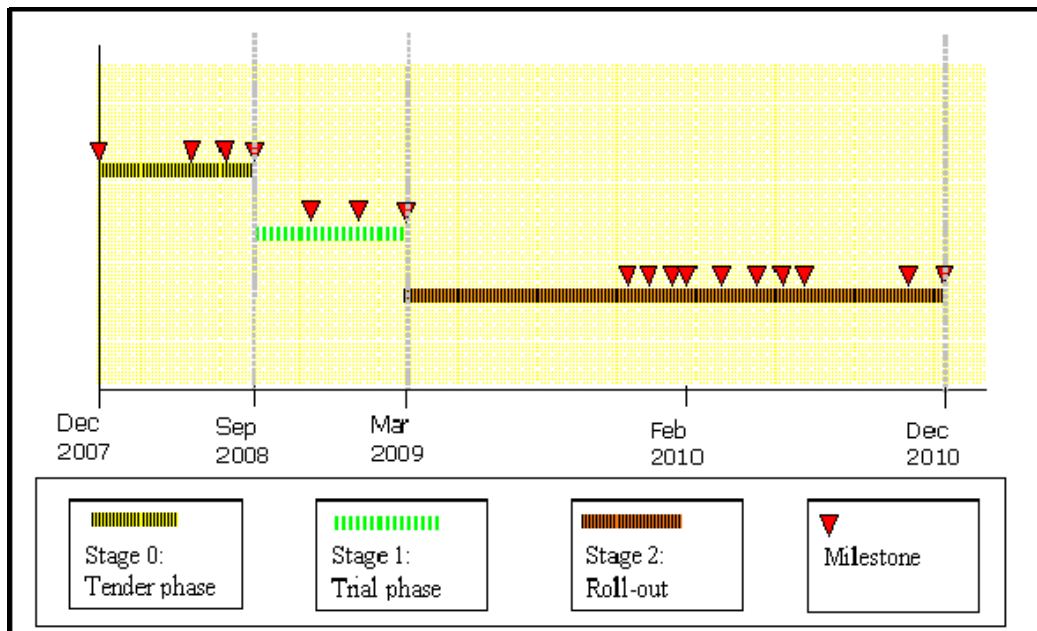 Dec
2007
Sep
2008
Mar
2009
Feb
2010
Dec
2010
Stage 0:
Tender phase
Stage 1:
Trial phase
Stage 2:
Roll-out
Milestone